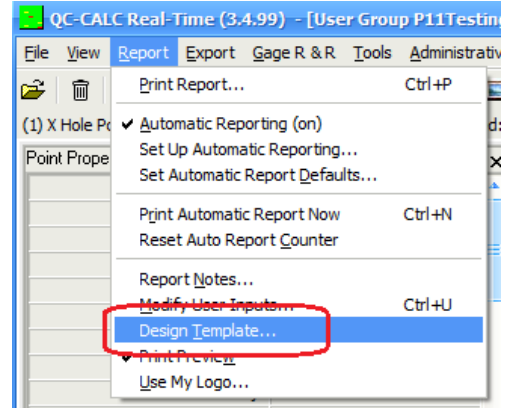 QC-CALC Real-Time (3.4.99) - [User Group P11Testing
File View Report Export Gage R & R Tools Administrativ
Print Report... Ctrl+P
(1) X Hole Po
d:
✔ Automatic Reporting (on)
Point Prope
Set Up Automatic Reporting...
Set Automatic Report Defaults...
Print Automatic Report Now Ctrl+N
Reset Auto Report Counter
Report Notes...
Modify User Inputs... Ctrl+U
Design Template...
✔ Print Preview
Use My Logo...